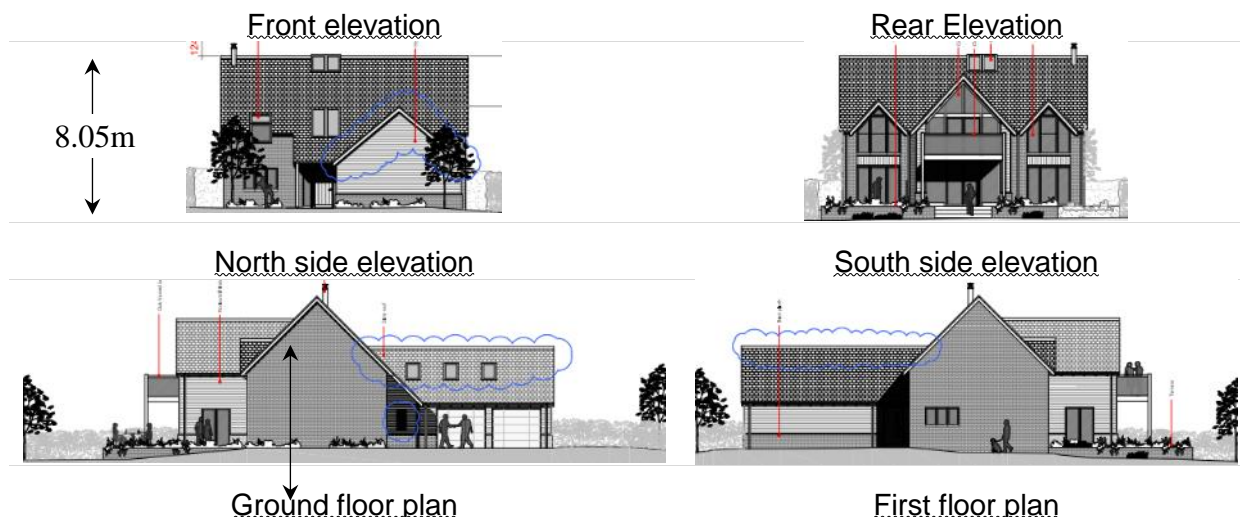 Front elevation
Rear Elevation
8.05m
North side elevation
South side elevation
Ground floor plan
First floor plan